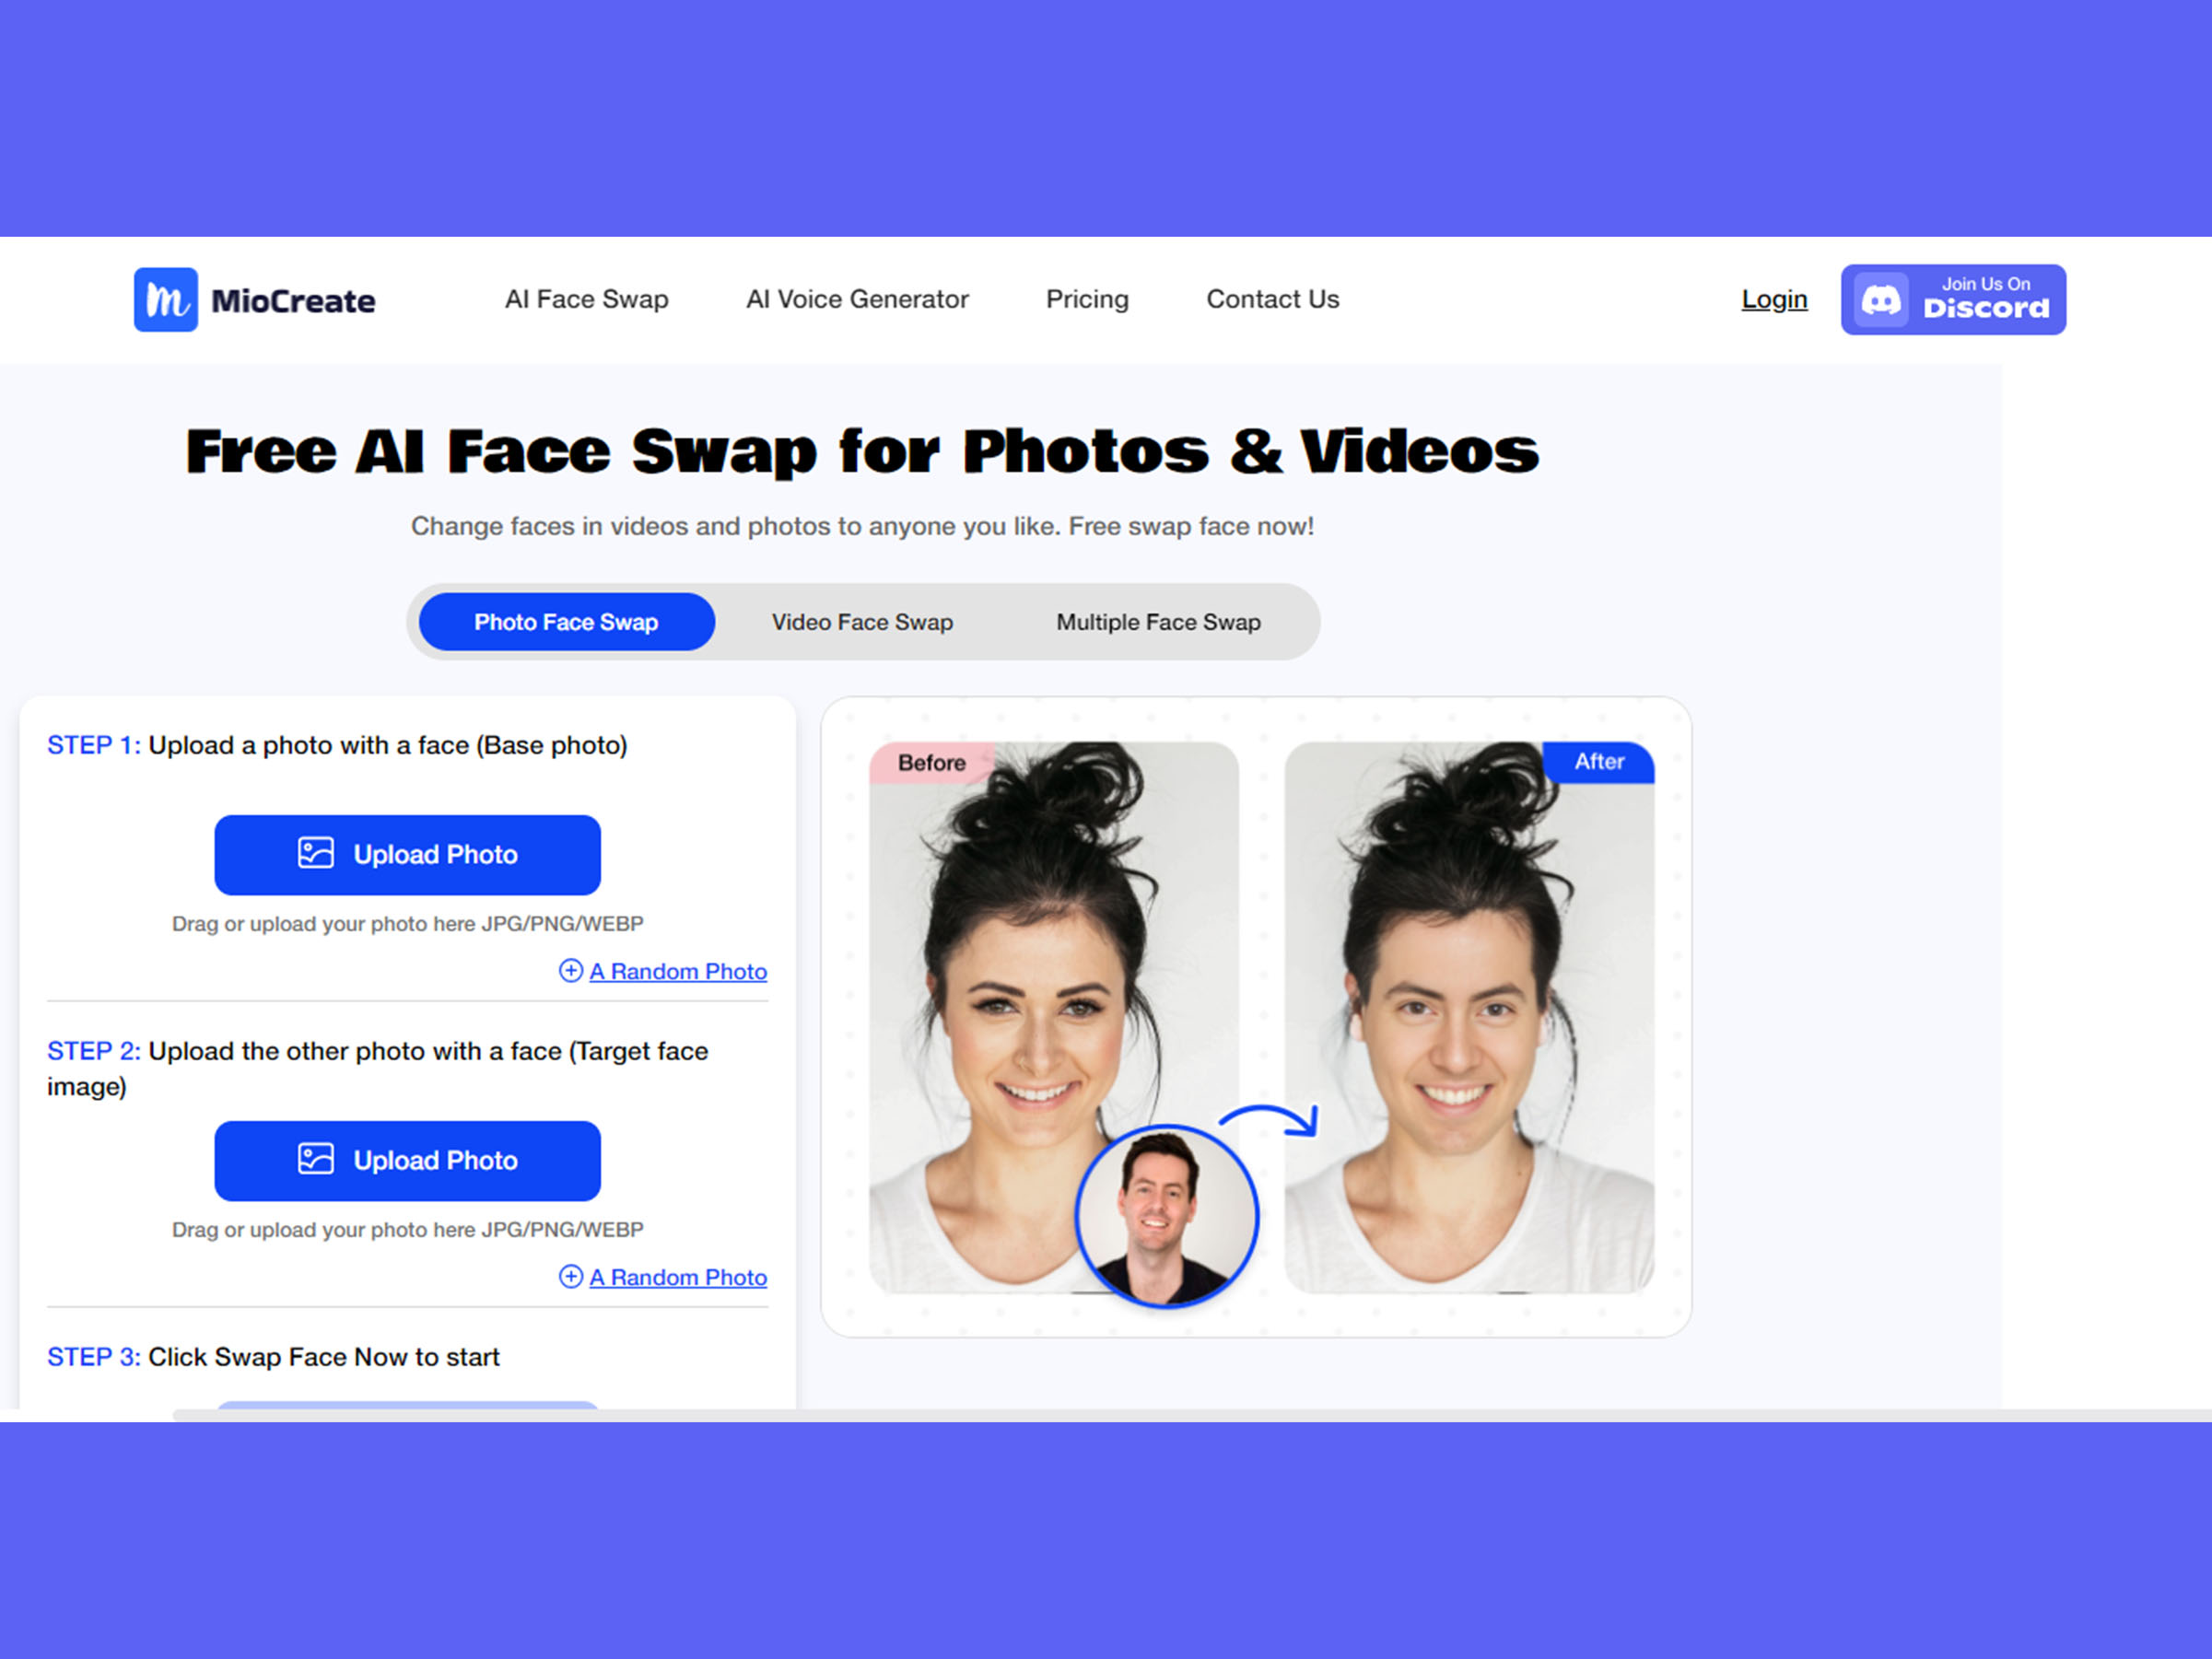 m MioCreate
AI Face Swap
AI Voice Generator
Pricing
Contact Us
Login
Join Us On
Discord
Free AI Face Swap for Photos & Videos
Change faces in videos and photos to anyone you like. Free swap face now!
Photo Face Swap
Video Face Swap
Multiple Face Swap
STEP 1: Upload a photo with a face (Base photo)
Upload Photo
Drag or upload your photo here JPG/PNG/WEBP
A Random Photo
STEP 2: Upload the other photo with a face (Target face
image)
Upload Photo
Drag or upload your photo here JPG/PNG/WEBP
A Random Photo
STEP 3: Click Swap Face Now to start
Before
After